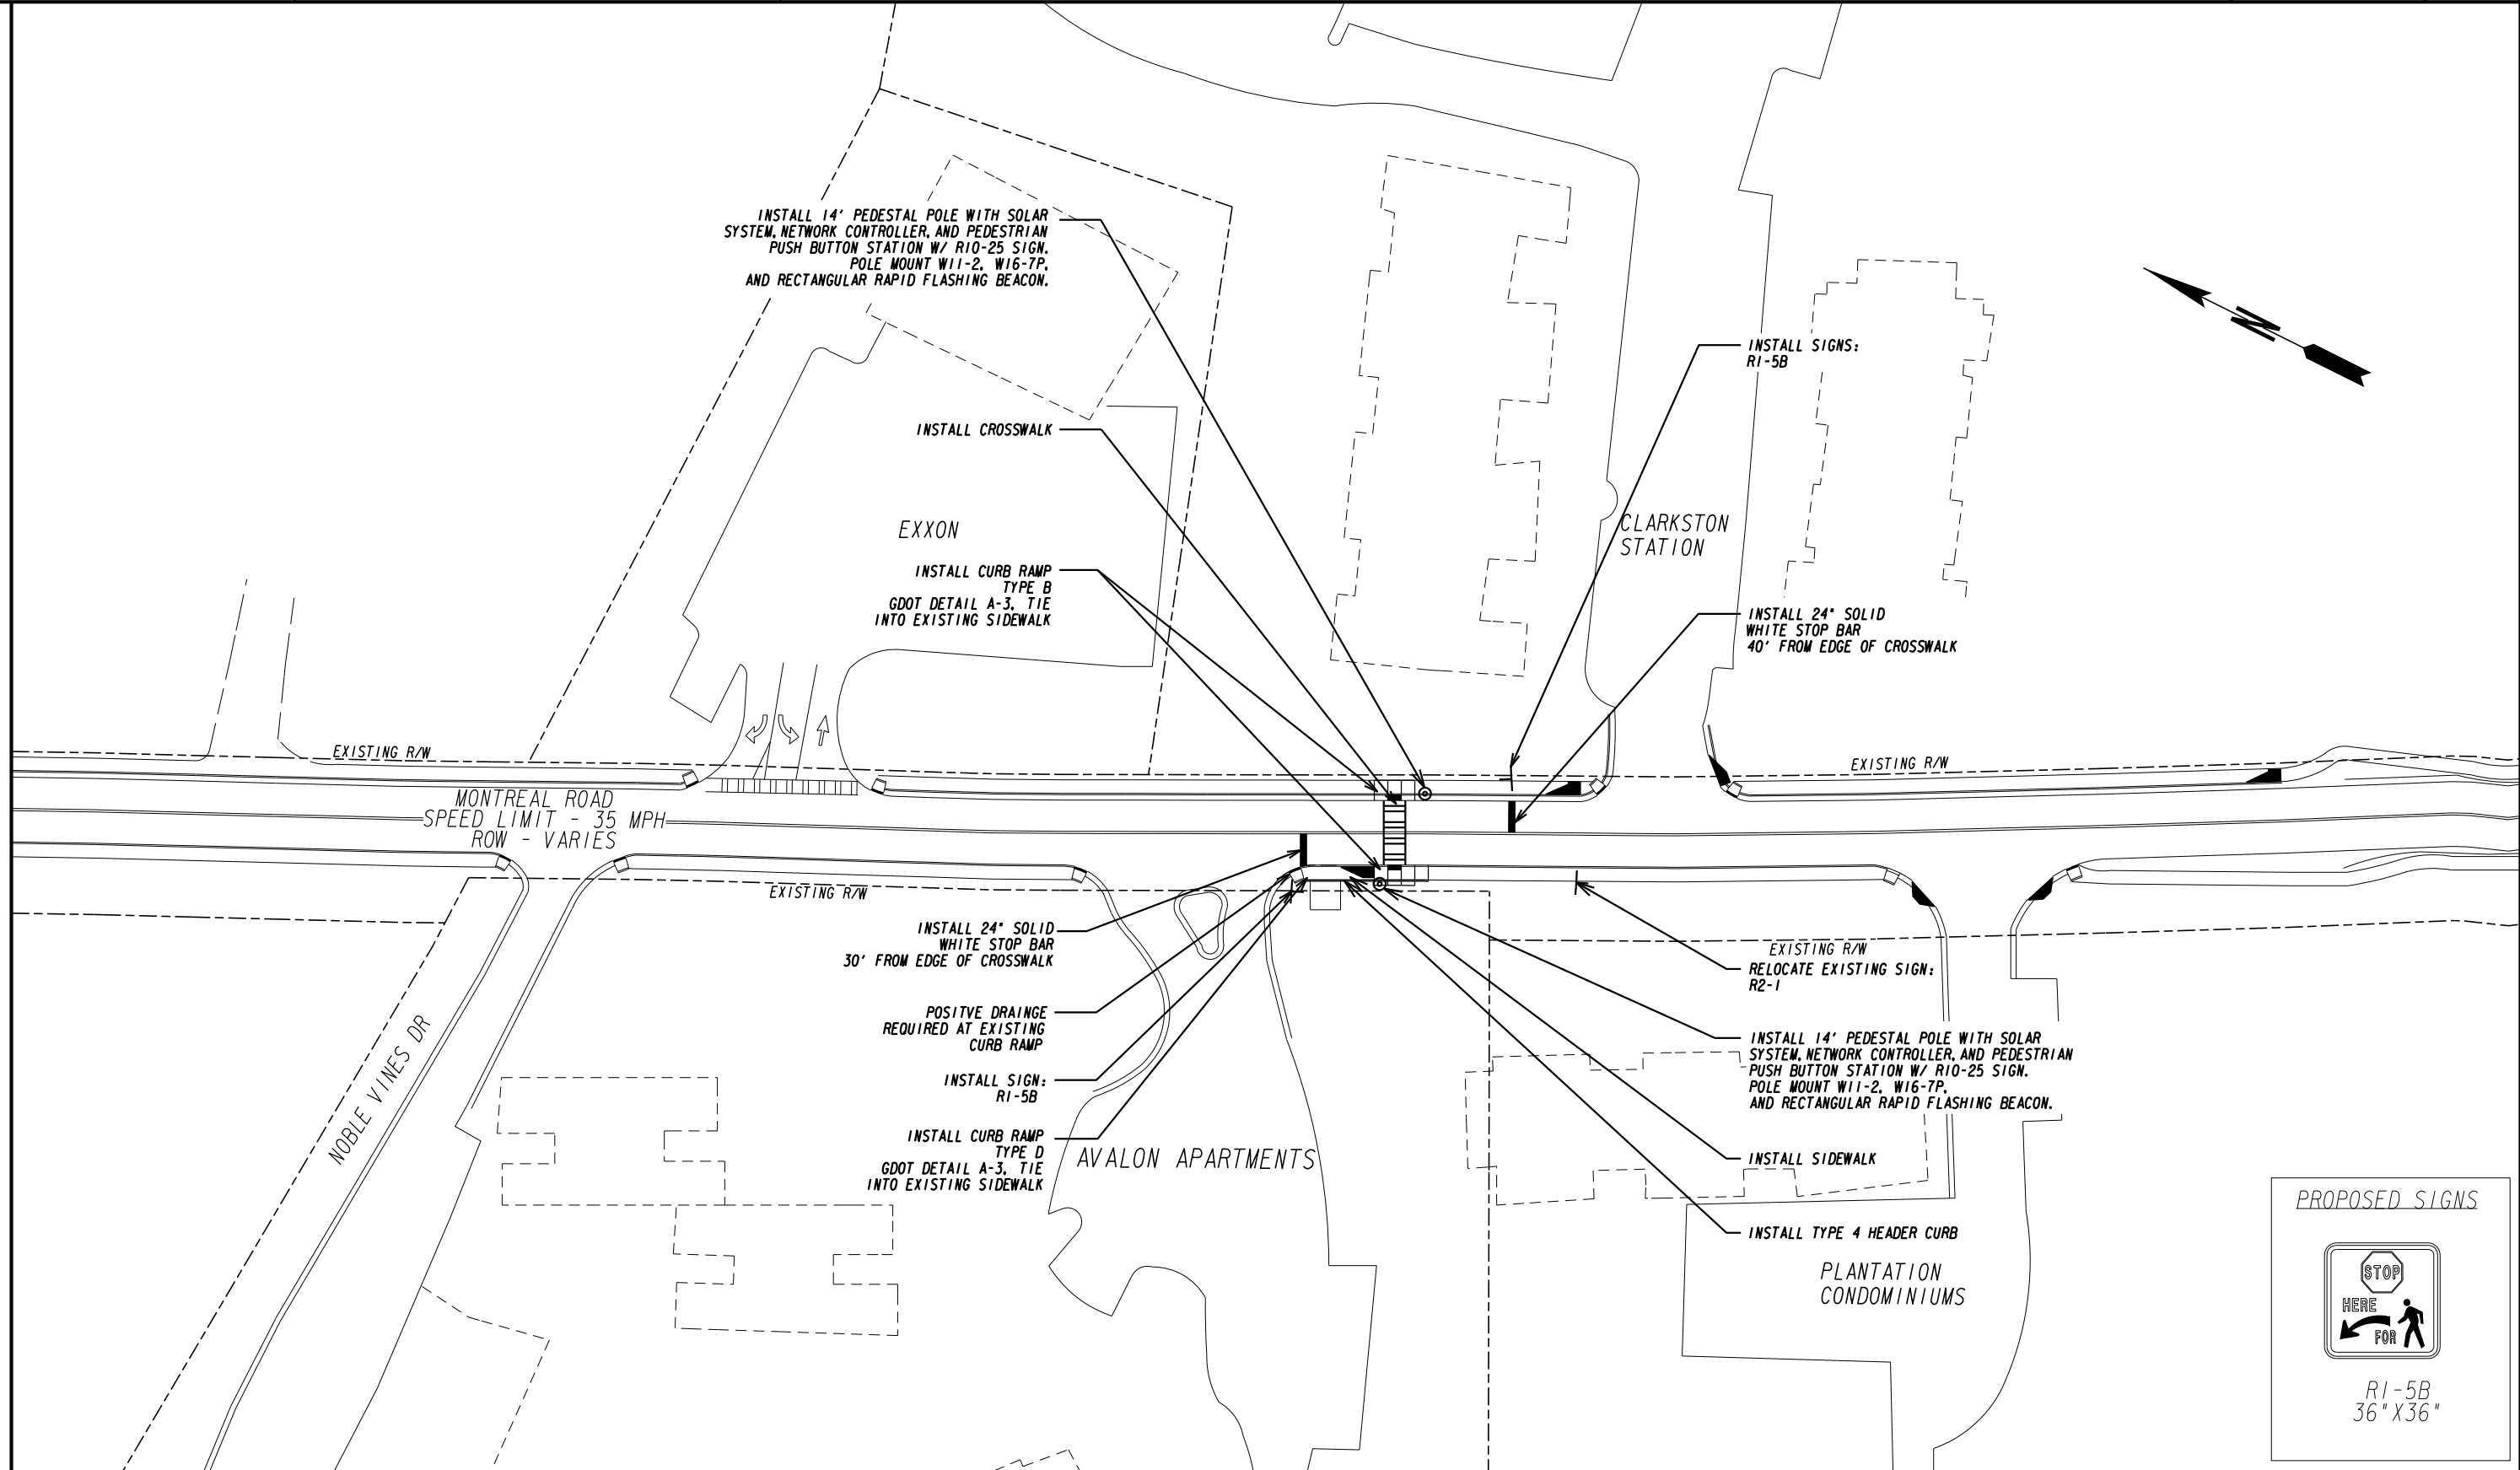 INSTALL 14' PEDESTAL POLE WITH SOLAR
SYSTEM, NETWORK CONTROLLER, AND PEDESTRIAN
PUSH BUTTON STATION W/ R10-25 SIGN.
POLE MOUNT W11-2, W16-7P,
AND RECTANGULAR RAPID FLASHING BEACON.
N
INSTALL SIGNS:
R1-5B
INSTALL CROSSWALK
EXXON
CLARKSTON
STATION
INSTALL CURB RAMP
TYPE B
GDOT DETAIL A-3, TIE
INTO EXISTING SIDEWALK
INSTALL 24" SOLID
WHITE STOP BAR
40' FROM EDGE OF CROSSWALK
EXISTING R/W
EXISTING R/W
MONTREAL ROAD
SPEED LIMIT - 35 MPH
ROW - VARIES
EXISTING R/W
INSTALL 24" SOLID
WHITE STOP BAR
30' FROM EDGE OF CROSSWALK
EXISTING R/W
RELOCATE EXISTING SIGN:
R2-1
POSITVE DRAINGE
REQUIRED AT EXISTING
CURB RAMP
INSTALL 14' PEDESTAL POLE WITH SOLAR
SYSTEM, NETWORK CONTROLLER, AND PEDESTRIAN
PUSH BUTTON STATION W/ R10-25 SIGN.
POLE MOUNT W11-2, W16-7P,
AND RECTANGULAR RAPID FLASHING BEACON.
NOBLE VINES DR
INSTALL SIGN:
R1-5B
INSTALL CURB RAMP
TYPE D
GDOT DETAIL A-3, TIE
INTO EXISTING SIDEWALK
AVALON APARTMENTS
INSTALL SIDEWALK
INSTALL TYPE 4 HEADER CURB
PLANTATION
CONDOMINIUMS
PROPOSED SIGNS
STOP
HERE
FOR
R1-5B
36"X36"